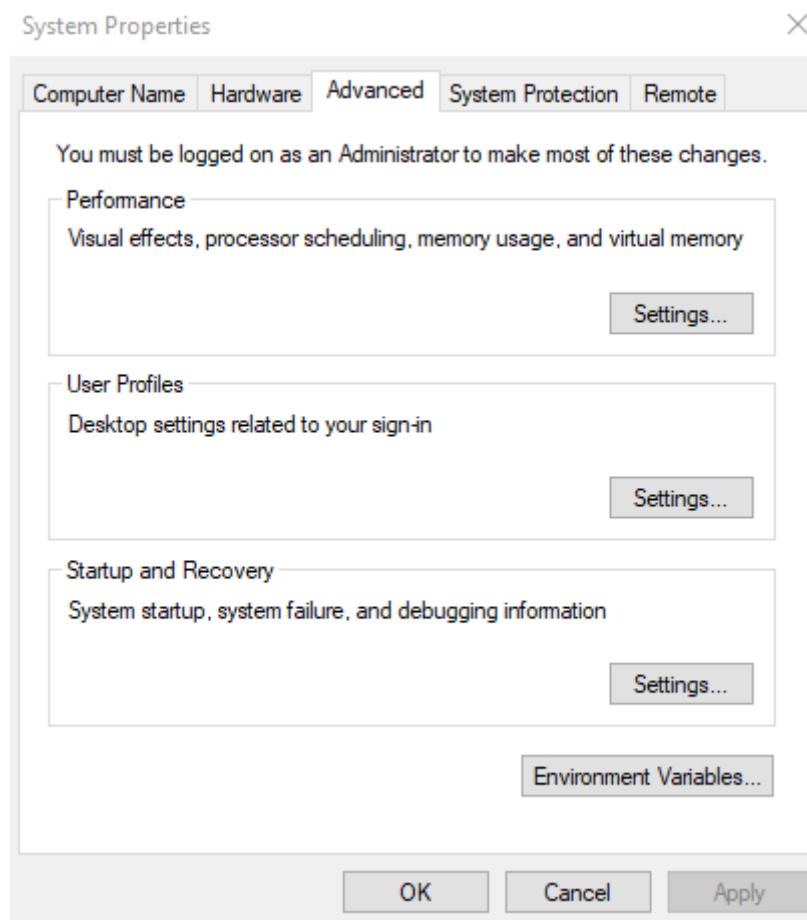 System Properties
Computer Name Hardware Advanced System Protection Remote
You must be logged on as an Administrator to make most of these changes.
Performance
Visual effects, processor scheduling, memory usage, and virtual memory
Settings...
User Profiles
Desktop settings related to your sign-in
Settings...
Startup and Recovery
System startup, system failure, and debugging information
Settings...
Environment Variables...
OK Cancel Apply